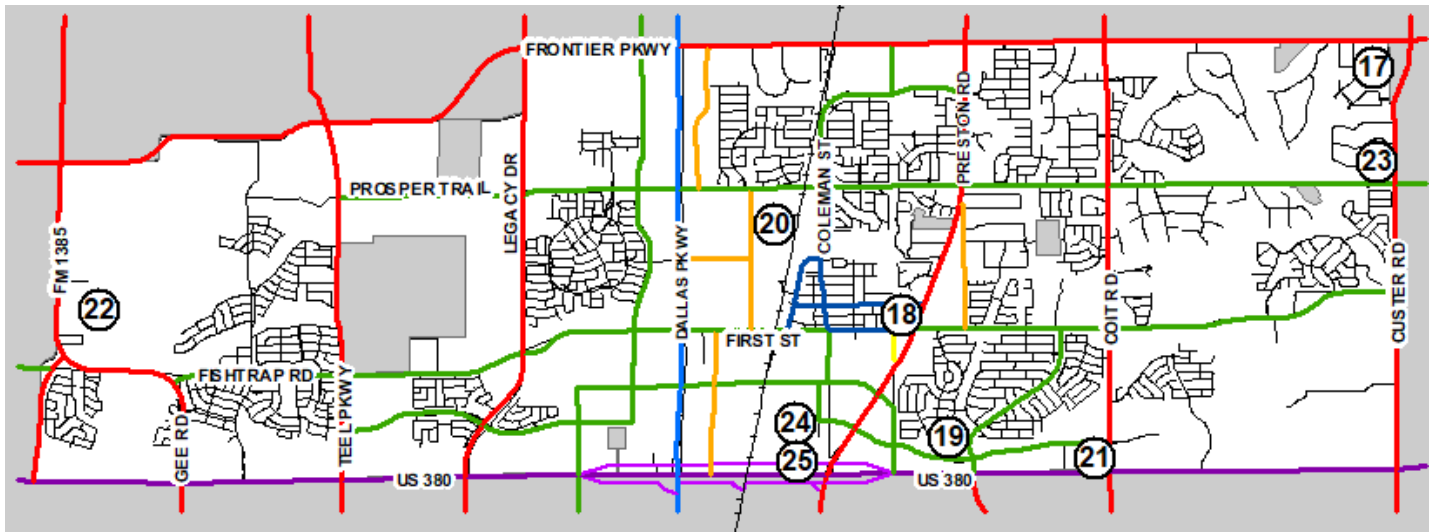 FRONTIER PKWY
17
PRESTON RD
COLEMAN ST
23
PROSPER TRAIL
LEGACY DR
20
FM 1385
DALLAS PKWY
COIT RD
CUSTER RD
22
18
FIRST ST
FISHTRAP RD
TEEL PKWY
GEE RD
24
19
25
21
US 380
US 380